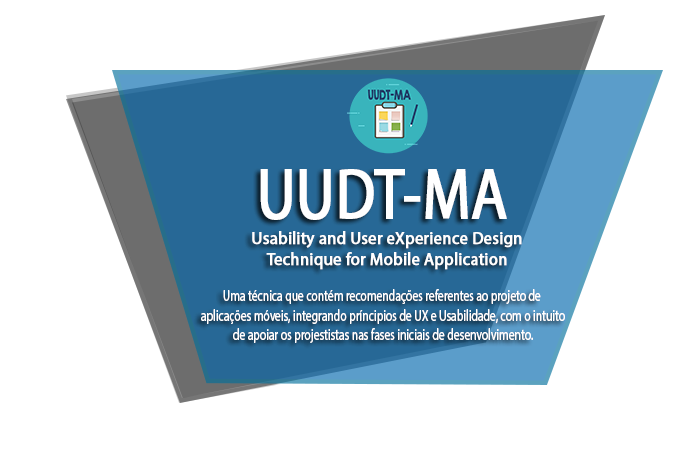 UUDT-MA
UUDT-MA
Usability and User eXperience Design
Technique for Mobile Application
Uma técnica que contém recomendações referentes ao projeto de
aplicações móveis, integrando príncipios de UX e Usabilidade, com o intuito
de apoiar os projestistas nas fases iniciais de desenvolvimento.